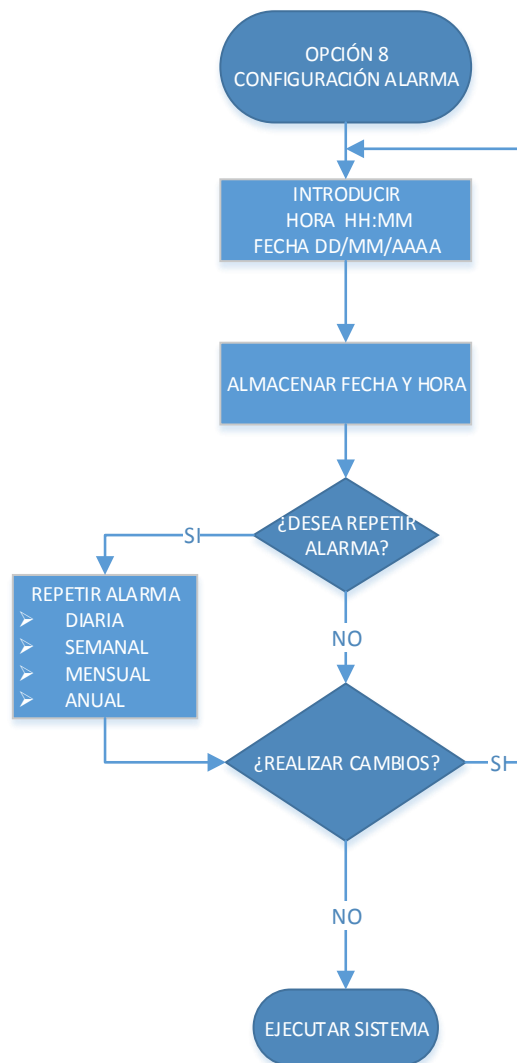 OPCIÓN 8
CONFIGURACIÓN ALARMA
INTRODUCIR
HORA HH:MM
FECHA DD/MM/AAAA
ALMACENAR FECHA Y HORA
¿DESEA REPETIR
ALARMA?
SI
REPETIR ALARMA
➢ DIARIA
➢ SEMANAL
➢ MENSUAL
➢ ANUAL
NO
¿REALIZAR CAMBIOS?
SI
NO
EJECUTAR SISTEMA